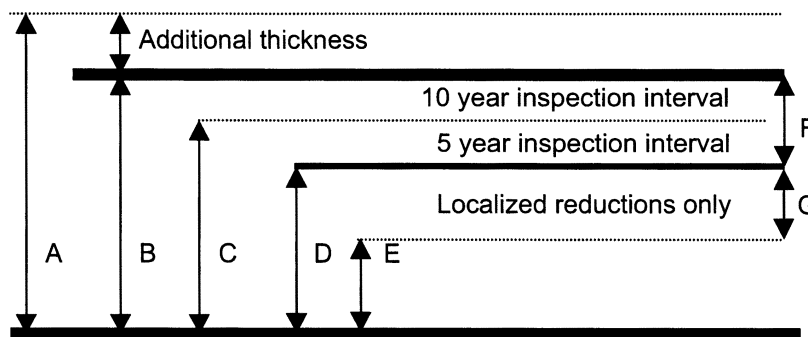 Additional thickness
10 year inspection interval
F
5 year inspection interval
Localized reductions only
G
A
B
C
D
E